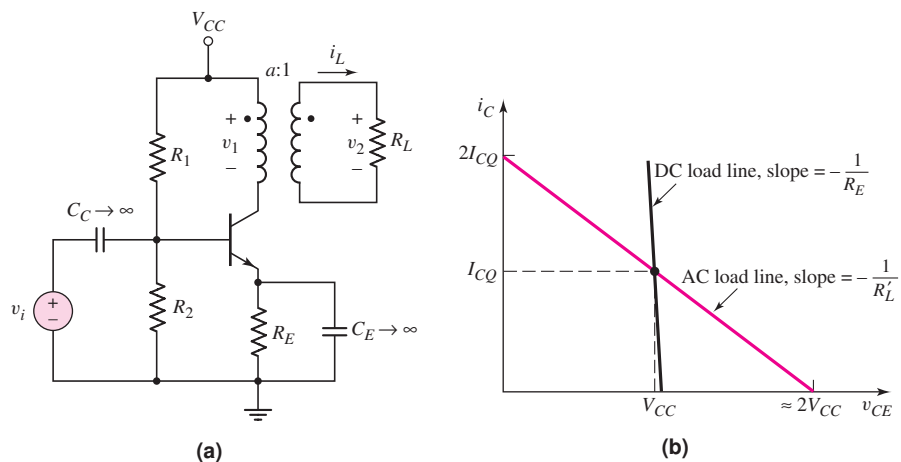 V_CC
a:1
i_L
+
v_1
−
+
v_2
−
R_L
R_1
C_C → ∞
v_i
+
−
R_2
R_E
C_E → ∞
(a)
i_C
2I_CQ
I_CQ
DC load line, slope = − 1/R_E
AC load line, slope = − 1/R′_L
V_CC
≈ 2V_CC
v_CE
(b)